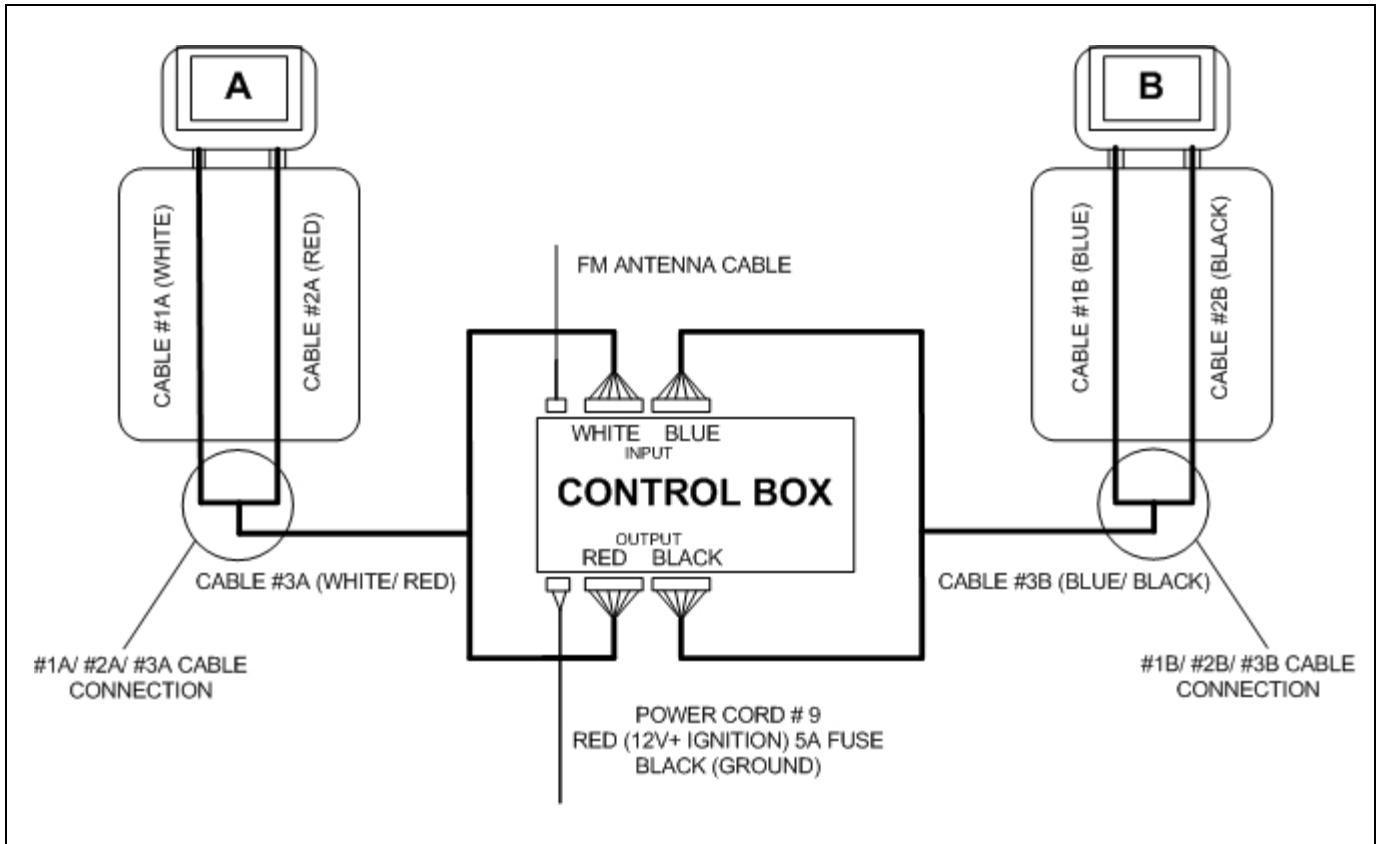 A
B
CABLE #1A (WHITE)
CABLE #2A (RED)
CABLE #1B (BLUE)
CABLE #2B (BLACK)
FM ANTENNA CABLE
WHITE BLUE
INPUT
CONTROL BOX
OUTPUT
RED BLACK
CABLE #3A (WHITE/ RED)
CABLE #3B (BLUE/ BLACK)
#1A/ #2A/ #3A CABLE
CONNECTION
#1B/ #2B/ #3B CABLE
CONNECTION
POWER CORD # 9
RED (12V+ IGNITION) 5A FUSE
BLACK (GROUND)